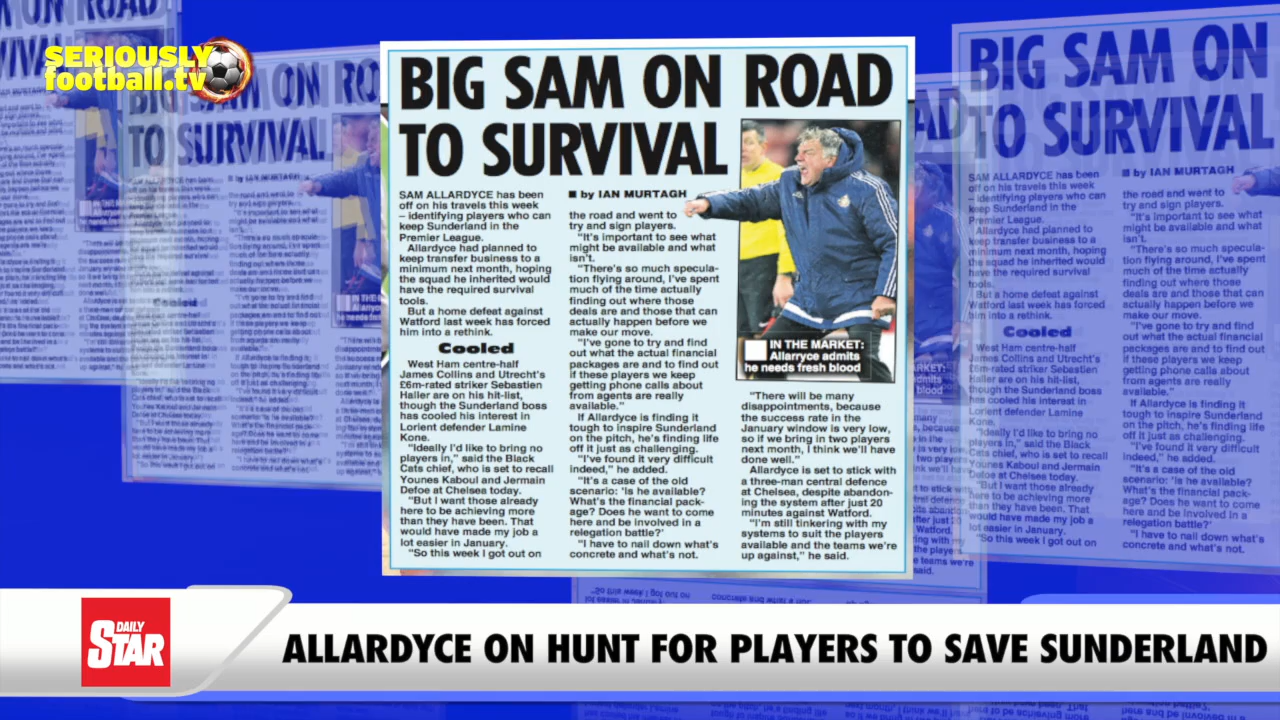 SERIOUSLY
football.tv
BIG SAM ON ROAD
TO SURVIVAL
SAM ALLARDYCE has been
off on his travels this week
– identifying players who can
keep Sunderland in the
Premier League.
Allardyce had planned to
keep transfer business to a
minimum next month, hoping
the squad he inherited would
have the required survival
tools.
But a home defeat against
Watford last week has forced
him into a rethink.
Cooled
West Ham centre-half
James Collins and Utrecht's
£6m-rated striker Sebastien
Haller are on his hit-list,
though the Sunderland boss
has cooled his interest in
Lorient defender Lamine
Kone.
"Ideally I'd like to bring no
players in," said the Black
Cats chief, who is set to recall
Younes Kaboul and Jermain
Defoe at Chelsea today.
"But I want those already
here to be achieving more
than they have been. That
would have made my job a
lot easier in January.
"So this week I got out on
■ by IAN MURTAGH
the road and went to
try and sign players.
"It's important to see what
might be available and what
isn't.
"There's so much specula-
tion flying around, I've spent
much of the time actually
finding out where those
deals are and those that can
actually happen before we
make our move.
"I've gone to try and find
out what the actual financial
packages are and to find out
if these players we keep
getting phone calls about
from agents are really
available."
If Allardyce is finding it
tough to inspire Sunderland
on the pitch, he's finding life
off it just as challenging.
"I've found it very difficult
indeed," he added.
"It's a case of the old
scenario: 'Is he available?
What's the financial pack-
age? Does he want to come
here and be involved in a
relegation battle?'
"I have to nail down what's
concrete and what's not.
IN THE MARKET:
Allarryce admits
he needs fresh blood
"There will be many
disappointments, because
the success rate in the
January window is very low,
so if we bring in two players
next month, I think we'll have
done well."
Allardyce is set to stick with
a three-man central defence
at Chelsea, despite abandon-
ing the system after just 20
minutes against Watford.
"I'm still tinkering with my
systems to suit the players
available and the teams we're
up against," he said.
DAILY
STAR
ALLARDYCE ON HUNT FOR PLAYERS TO SAVE SUNDERLAND